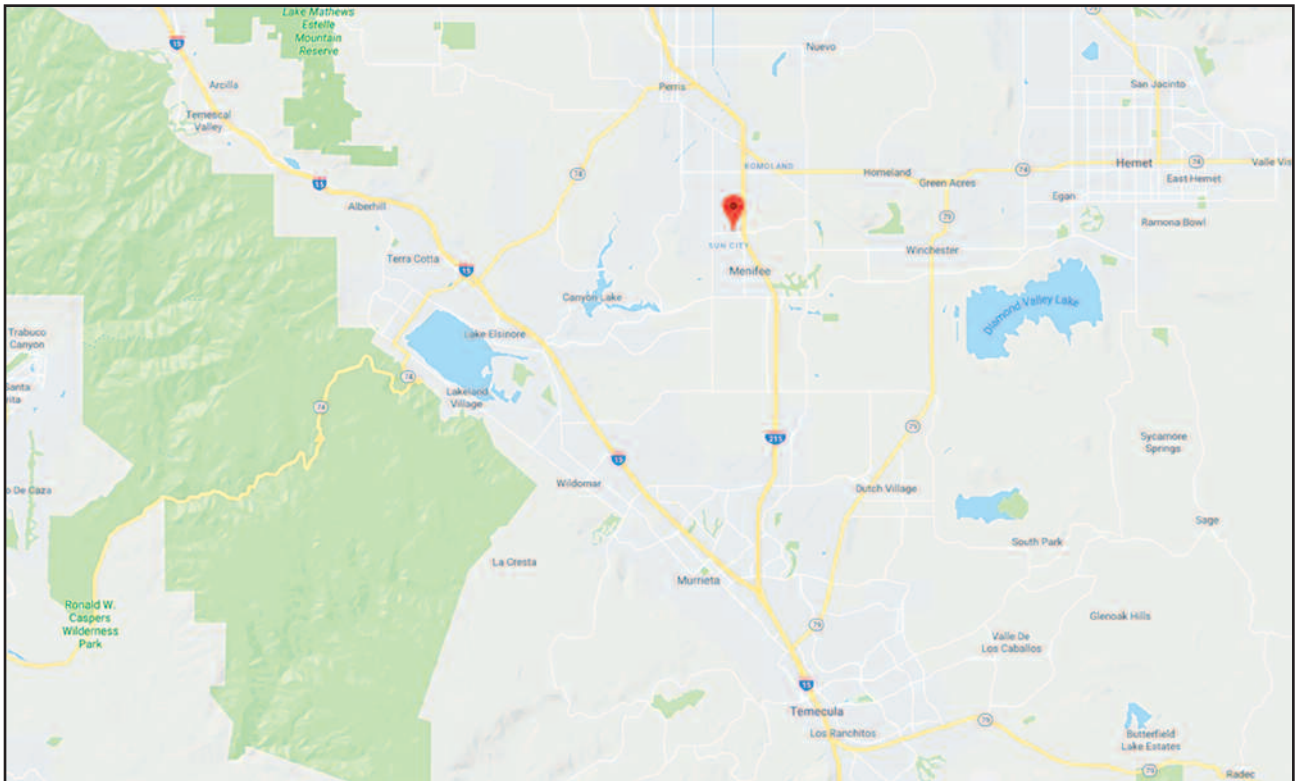 Lake Mathews
Estelle
Mountain
Reserve
15
Nuevo
Arcilla
Perris
San Jacinto
Temescal
Valley
ROMOLAND
Homeland
Green Acres
74
Hemet
74
Valle Vis
East Hemet
15
74
Alberhill
Egan
79
Ramona Bowl
SUN CITY
Winchester
Terra Cotta
15
Menifee
Canyon Lake
Diamond Valley Lake
Trabuco
Canyon
Lake Elsinore
Santa
rita
74
Lakeland
Village
74
79
215
Sycamore
Springs
15
Wildomar
Dutch Village
o De Caza
Sage
South Park
La Cresta
Murrieta
Ronald W.
Caspers
Wilderness
Park
Glenoak Hills
79
Valle De
Los Caballos
15
Temecula
79
Los Ranchitos
Butterfield
Lake Estates
79
Radec